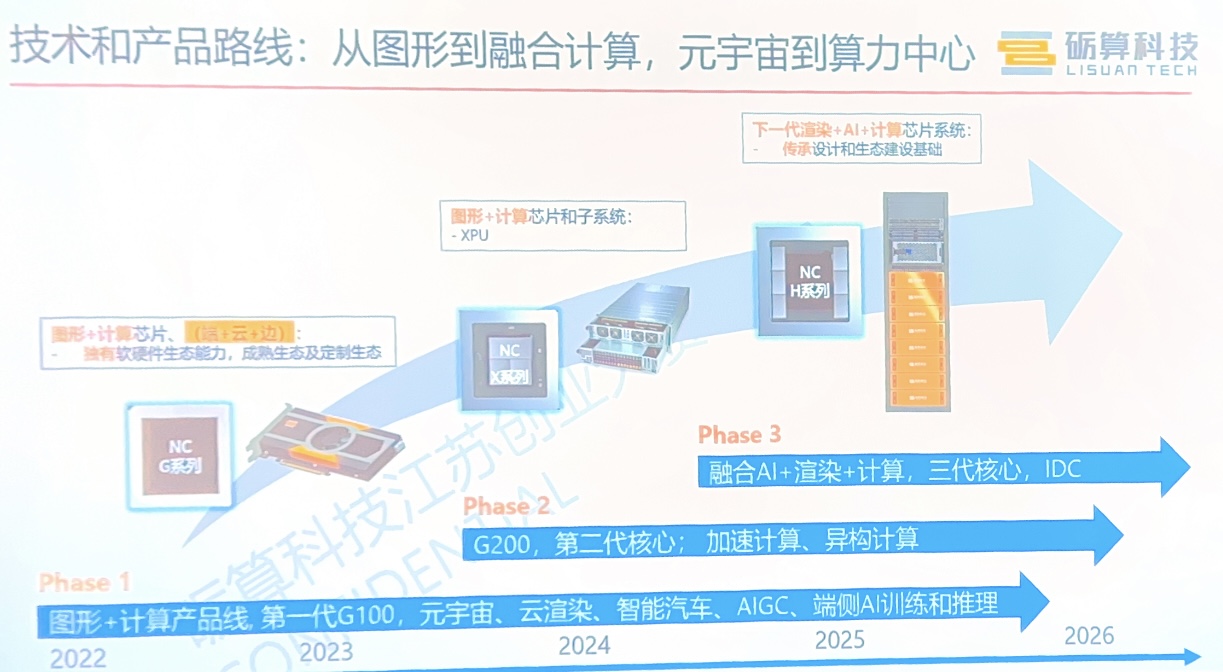 技术和产品路线：从图形到融合计算，元宇宙到算力中心
砺算科技
LISUAN TECH
下一代渲染+AI+计算芯片系统：
- 传承设计和生态建设基础
图形+计算芯片和子系统：
- XPU
图形+计算芯片、（端+云+边）：
- 独有软硬件生态能力，成熟生态及定制生态
NC
H系列
NC
X系列
NC
G系列
Phase 3
融合AI+渲染+计算，三代核心，IDC
Phase 2
G200，第二代核心； 加速计算、异构计算
Phase 1
图形+计算产品线, 第一代G100，元宇宙、云渲染、智能汽车、AIGC、端侧AI训练和推理
2022
2023
2024
2025
2026
砺算科技江苏创业大
CONFIDENTIAL